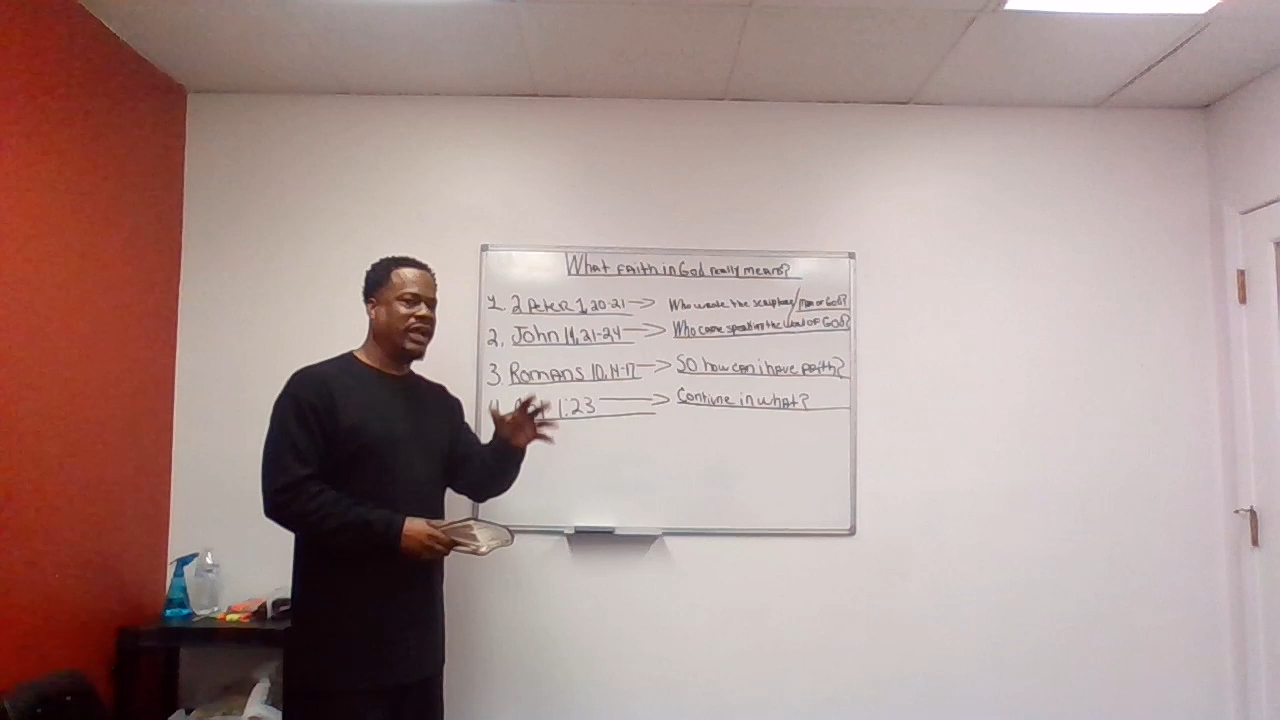 What faith in God really means?
1. 2 Peter 1,20-21 → Who wrote the scripture / Man or God?
2. John 14,21-24 → Who came speaking the word of God?
3. Romans 10,14-17 → So how can i have faith?
1:23 → Continue in what?